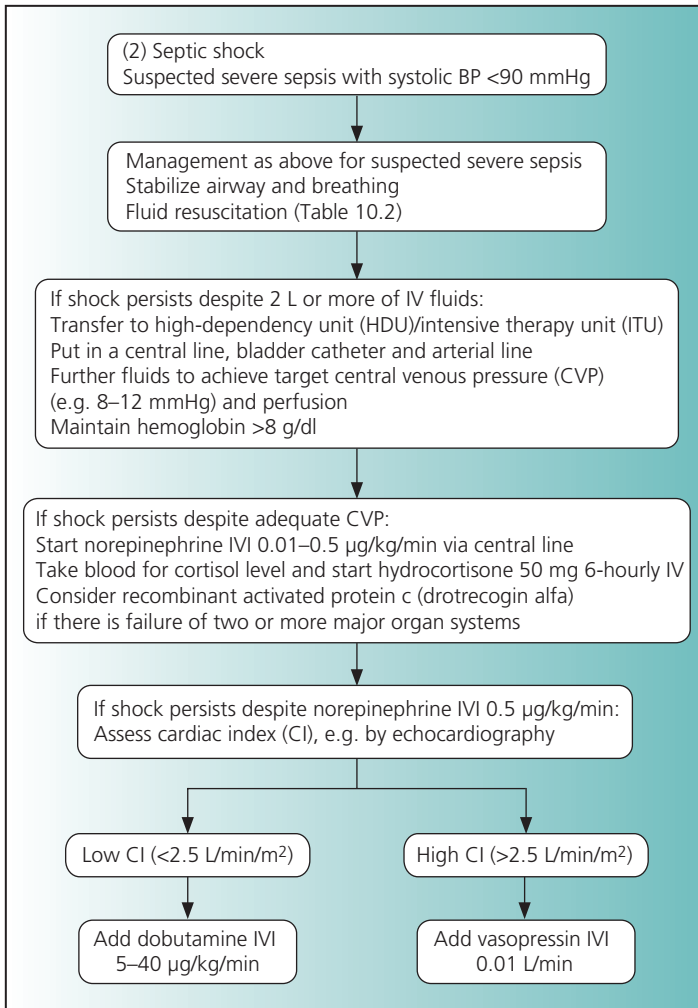 (2) Septic shock
Suspected severe sepsis with systolic BP <90 mmHg
Management as above for suspected severe sepsis
Stabilize airway and breathing
Fluid resuscitation (Table 10.2)
If shock persists despite 2 L or more of IV fluids:
Transfer to high-dependency unit (HDU)/intensive therapy unit (ITU)
Put in a central line, bladder catheter and arterial line
Further fluids to achieve target central venous pressure (CVP)
(e.g. 8–12 mmHg) and perfusion
Maintain hemoglobin >8 g/dl
If shock persists despite adequate CVP:
Start norepinephrine IVI 0.01–0.5 µg/kg/min via central line
Take blood for cortisol level and start hydrocortisone 50 mg 6-hourly IV
Consider recombinant activated protein c (drotrecogin alfa)
if there is failure of two or more major organ systems
If shock persists despite norepinephrine IVI 0.5 µg/kg/min:
Assess cardiac index (CI), e.g. by echocardiography
Low CI (<2.5 L/min/m²)
High CI (>2.5 L/min/m²)
Add dobutamine IVI
5–40 µg/kg/min
Add vasopressin IVI
0.01 L/min